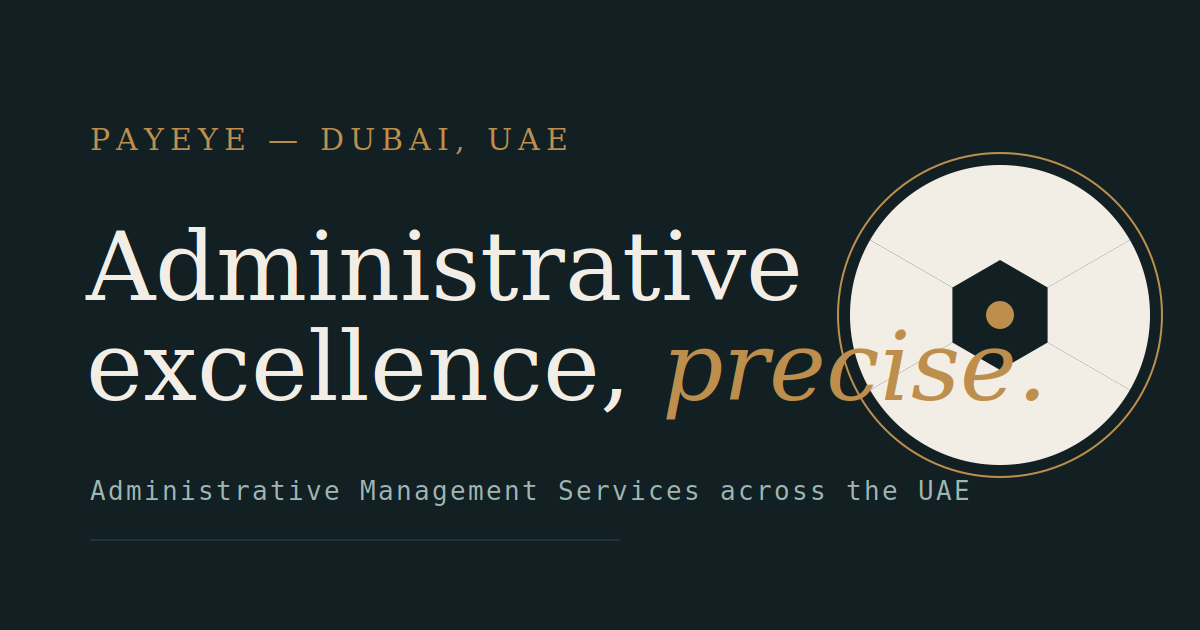 PAYEYE — DUBAI, UAE
Administrative
excellence, precise.
Administrative Management Services across the UAE